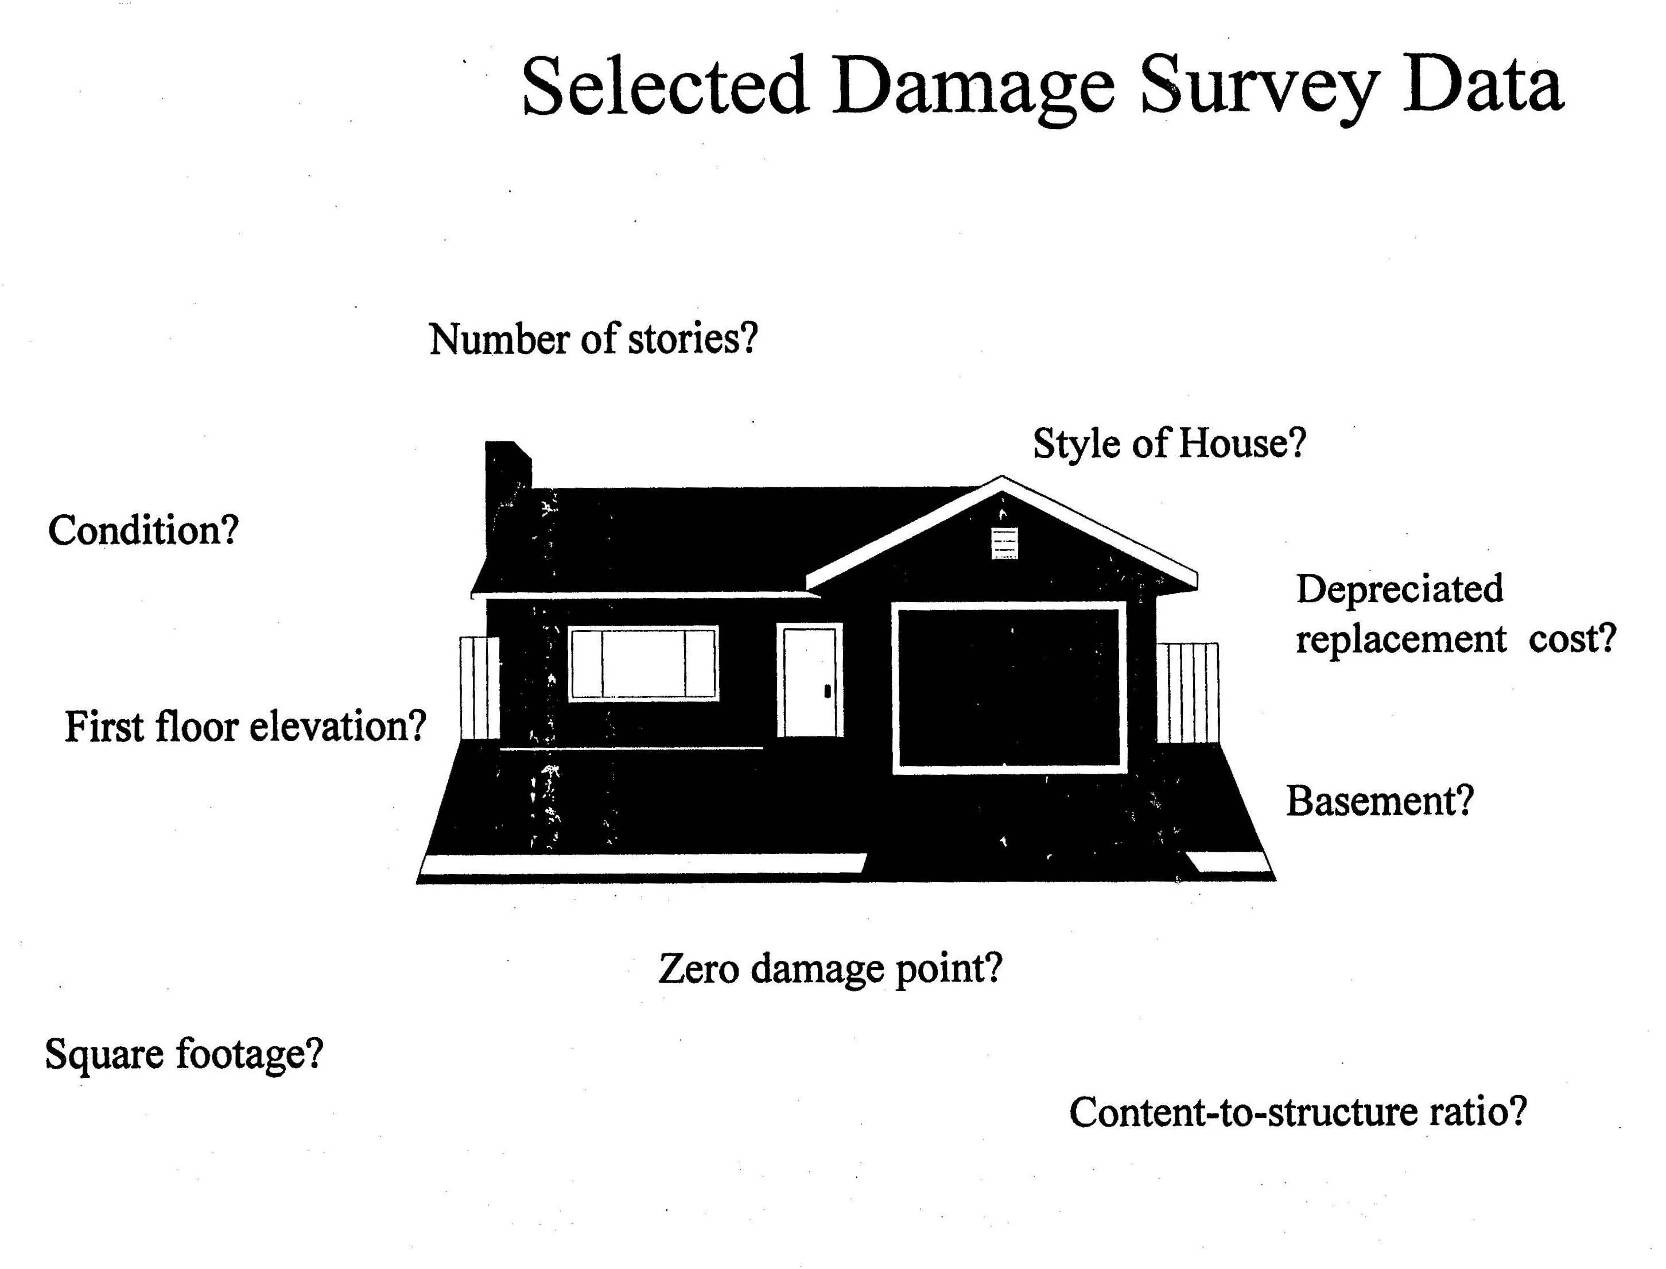 Selected Damage Survey Data
Number of stories?
Style of House?
Condition?
Depreciated
replacement cost?
First floor elevation?
Basement?
Zero damage point?
Square footage?
Content-to-structure ratio?